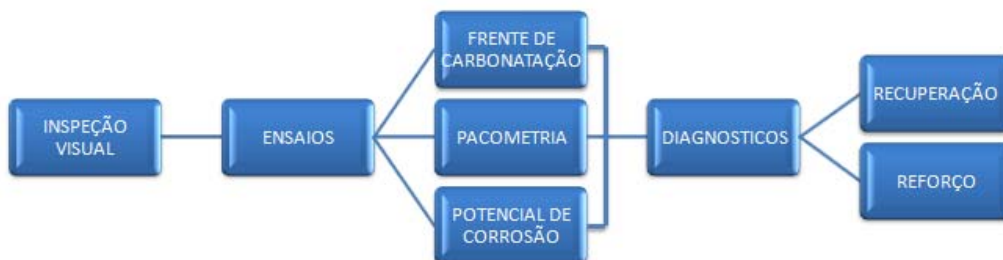 INSPEÇÃO
VISUAL
ENSAIOS
FRENTE DE
CARBONATAÇÃO
PACOMETRIA
POTENCIAL DE
CORROSÃO
DIAGNOSTICOS
RECUPERAÇÃO
REFORÇO